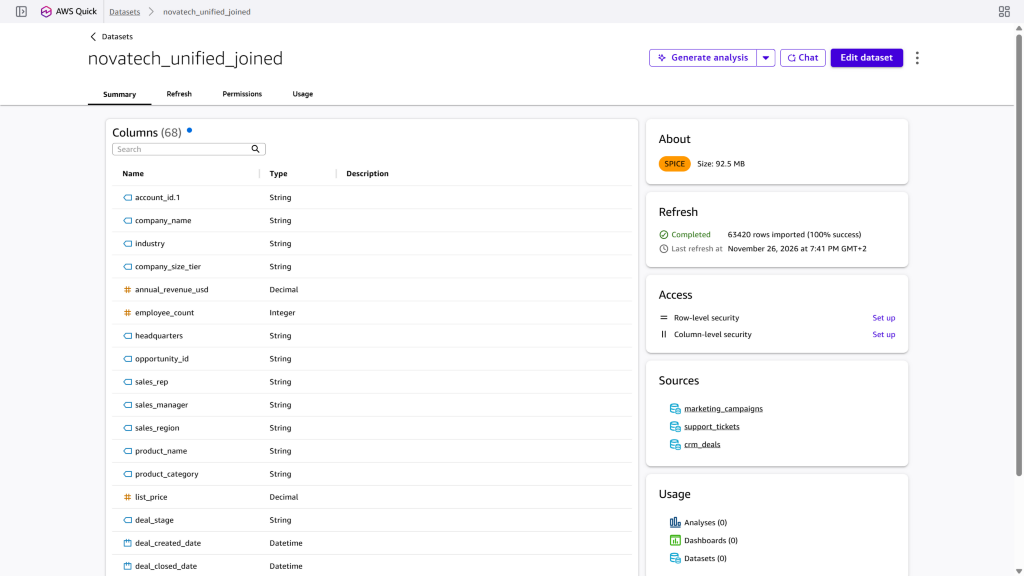 AWS Quick
Datasets
novatech_unified_joined
Datasets
novatech_unified_joined
Generate analysis
Chat
Edit dataset
Summary
Refresh
Permissions
Usage
Columns (68)
Search
Name Type Description
account_id.1 String
company_name String
industry String
company_size_tier String
annual_revenue_usd Decimal
employee_count Integer
headquarters String
opportunity_id String
sales_rep String
sales_manager String
sales_region String
product_name String
product_category String
list_price Decimal
deal_stage String
deal_created_date Datetime
deal_closed_date Datetime
About
SPICE Size: 92.5 MB
Refresh
Completed 63420 rows imported (100% success)
Last refresh at November 26, 2026 at 7:41 PM GMT+2
Access
Row-level security Set up
Column-level security Set up
Sources
marketing_campaigns
support_tickets
crm_deals
Usage
Analyses (0)
Dashboards (0)
Datasets (0)